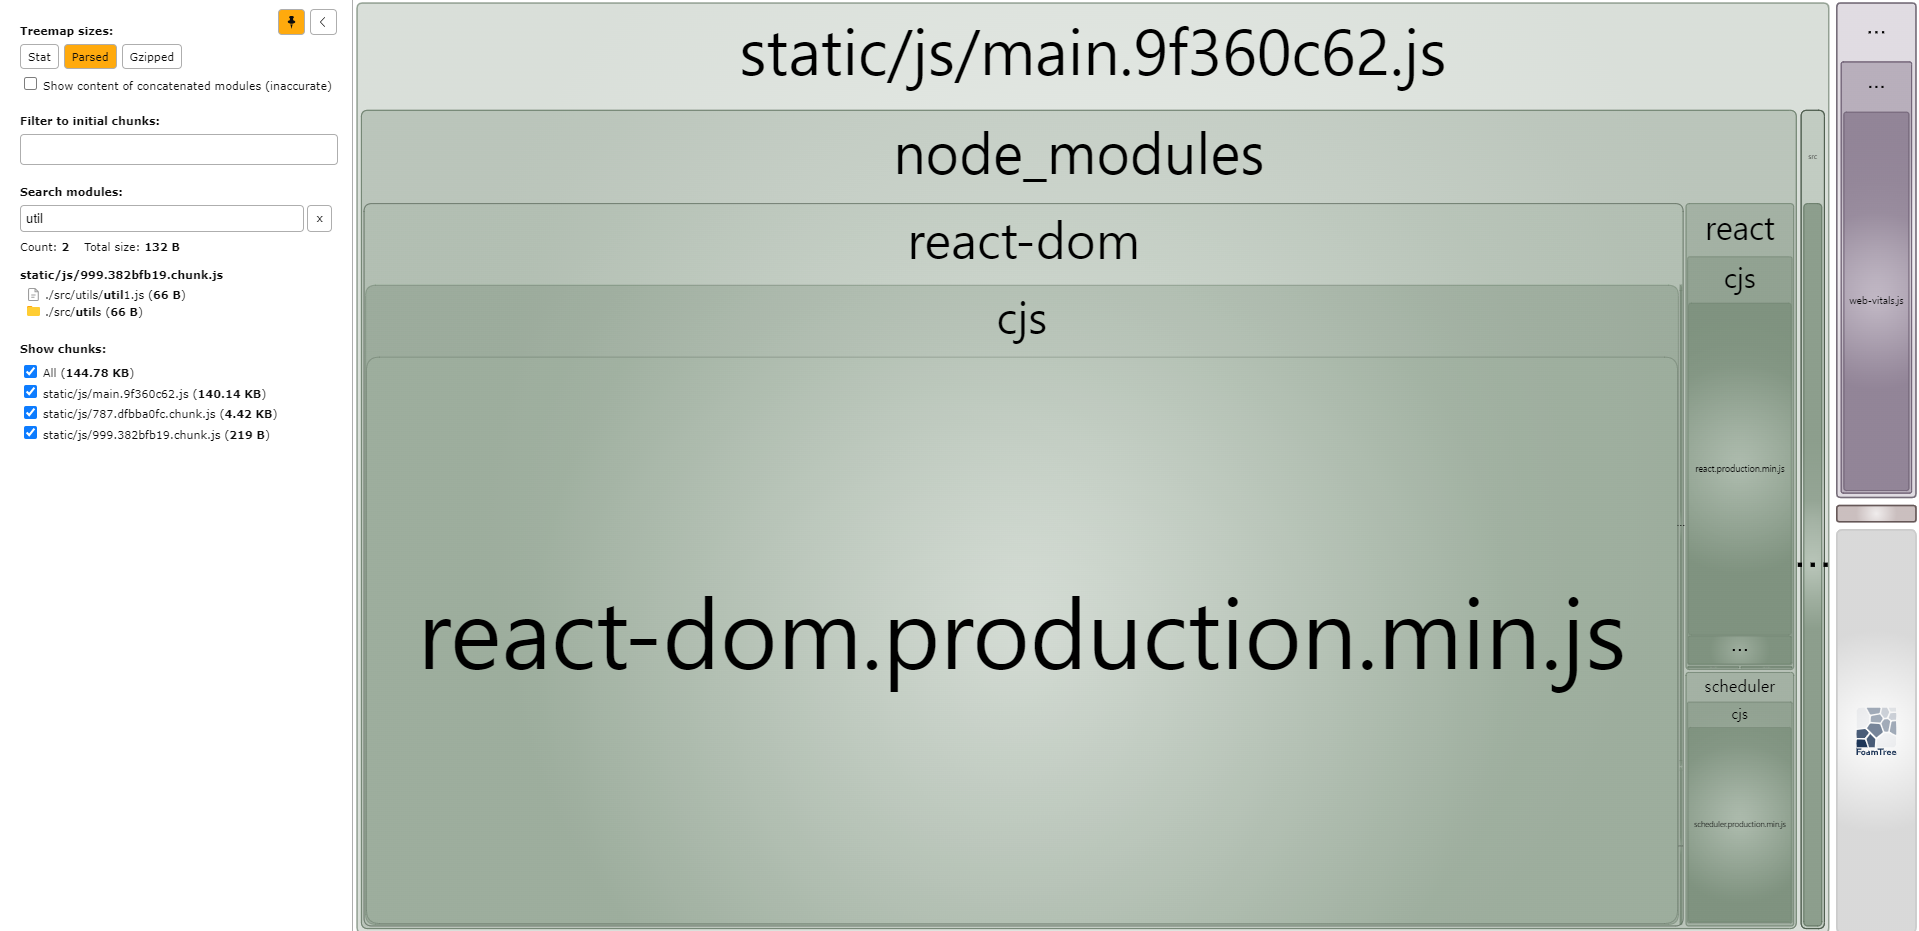 Treemap sizes:
Stat Parsed Gzipped
Show content of concatenated modules (inaccurate)
Filter to initial chunks:
Search modules:
util x
Count: 2 Total size: 132 B
static/js/999.382bfb19.chunk.js
./src/utils/util1.js (66 B)
./src/utils (66 B)
Show chunks:
All (144.78 KB)
static/js/main.9f360c62.js (140.14 KB)
static/js/787.dfbba0fc.chunk.js (4.42 KB)
static/js/999.382bfb19.chunk.js (219 B)
static/js/main.9f360c62.js
node_modules
react-dom
cjs
react-dom.production.min.js
react
cjs
react.production.min.js
...
scheduler
cjs
scheduler.production.min.js
src
...
...
...
web-vitals.js
FoamTree